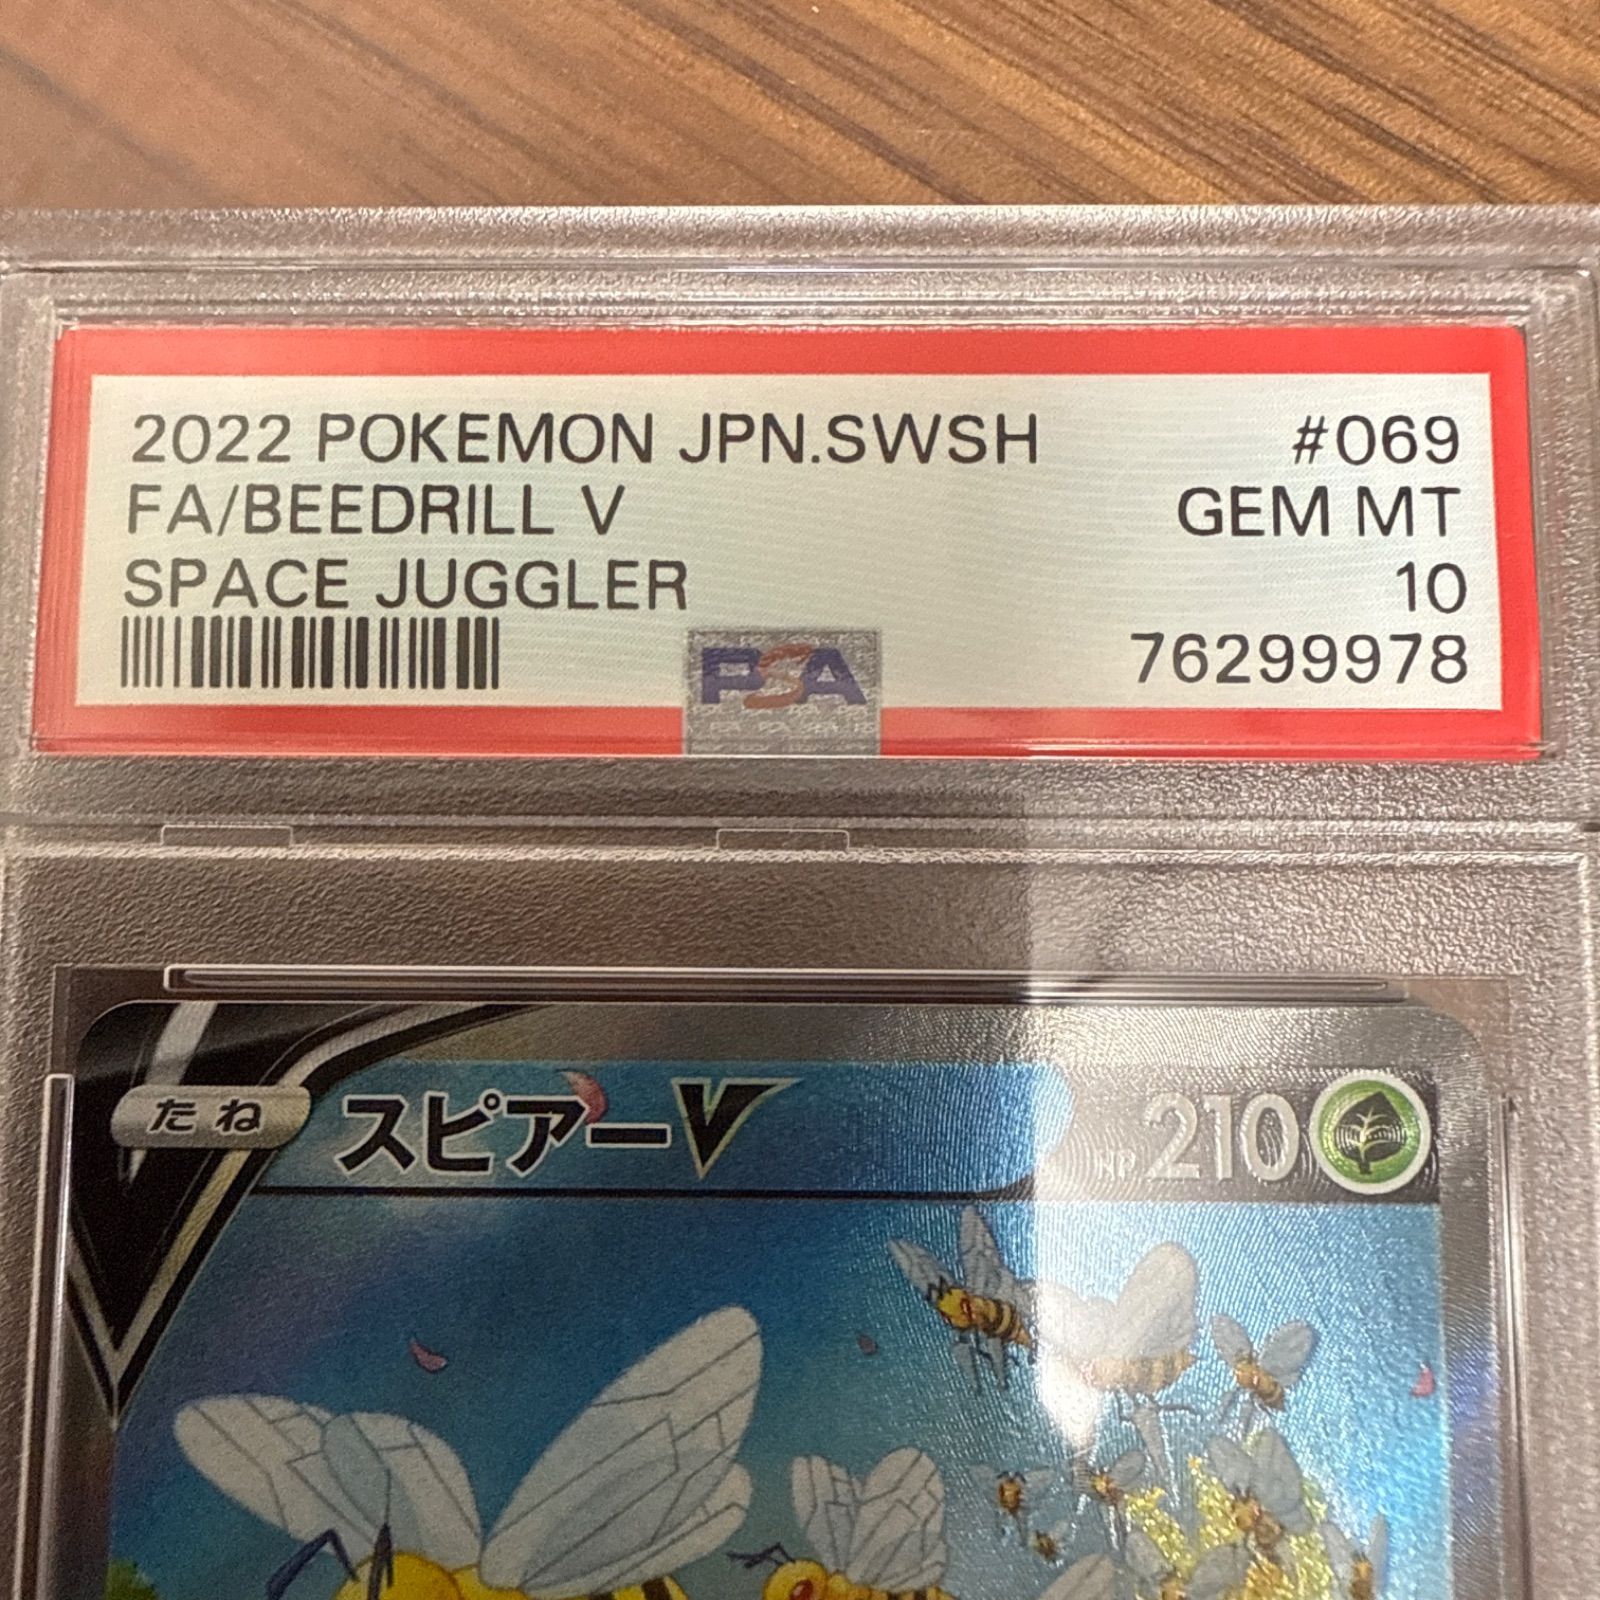 2022 POKEMON JPN.SWSH #069
FA/BEEDRILL V GEM MT
SPACE JUGGLER 10
76299978
PSA
たね スピアーV HP 210